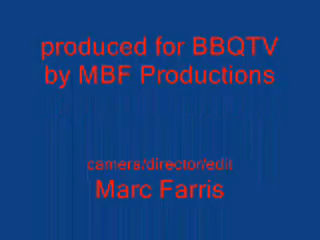 produced for BBQTV
by MBF Productions
camera/director/edit
Marc Farris